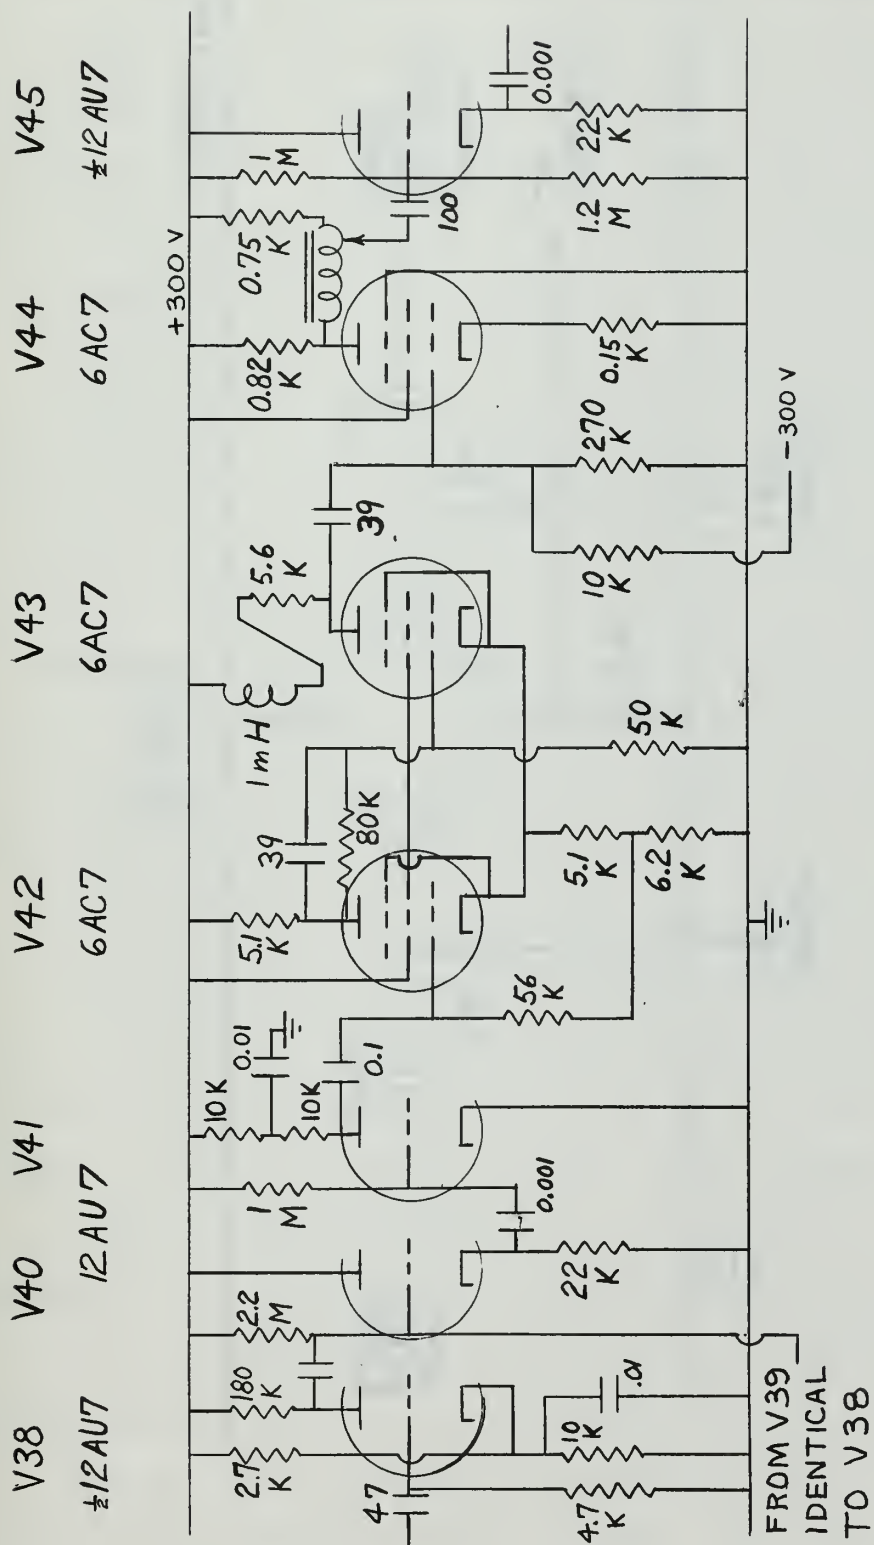 V38 V40 V41 V42 V43 V44 V45
½12AU7 12AU7 6AC7 6AC7 6AC7 ½12AU7
+300 V
2.7 K
180 K
2.2 M
1 M
10K
0.01
10K
0.1
5.1 K
39
80K
1mH
5.6 K
39
0.82 K
0.75 K
1 M
100
47
4.7 K
10 K
.01
22 K
0.001
56 K
5.1 K
6.2 K
50 K
10 K
270 K
0.15 K
1.2 M
22 K
0.001
-300 V
FROM V39
IDENTICAL
TO V38